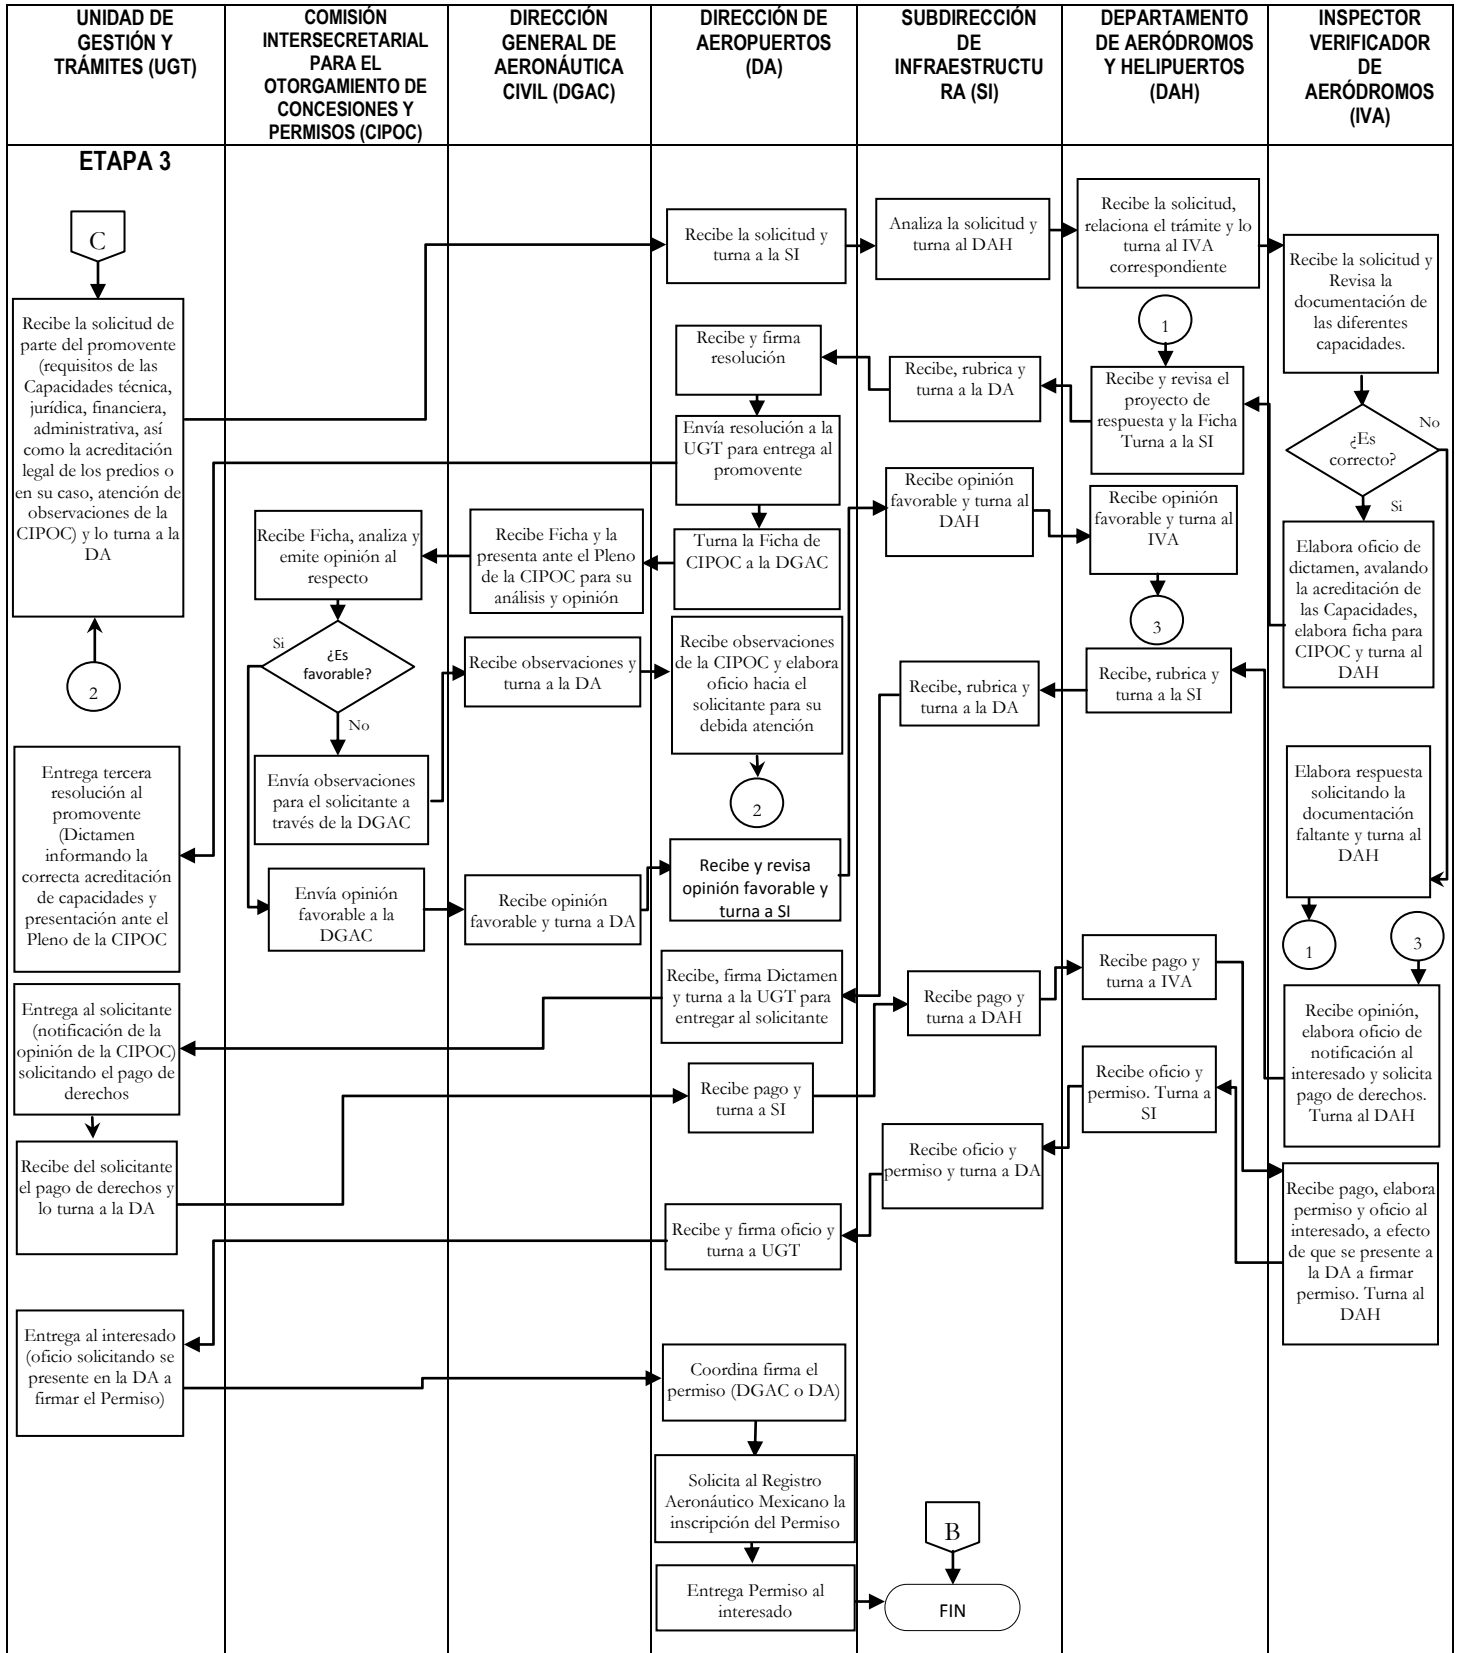 UNIDAD DE
GESTIÓN Y
TRÁMITES (UGT)
COMISIÓN
INTERSECRETARIAL
PARA EL
OTORGAMIENTO DE
CONCESIONES Y
PERMISOS (CIPOC)
DIRECCIÓN
GENERAL DE
AERONÁUTICA
CIVIL (DGAC)
DIRECCIÓN DE
AEROPUERTOS
(DA)
SUBDIRECCIÓN
DE
INFRAESTRUCTU
RA (SI)
DEPARTAMENTO
DE AERÓDROMOS
Y HELIPUERTOS
(DAH)
INSPECTOR
VERIFICADOR
DE
AERÓDROMOS
(IVA)
ETAPA 3
C
Recibe la solicitud de
parte del promovente
(requisitos de las
Capacidades técnica,
jurídica, financiera,
administrativa, así
como la acreditación
legal de los predios o
en su caso, atención de
observaciones de la
CIPOC) y lo turna a la
DA
2
Entrega tercera
resolución al
promovente
(Dictamen
informando la
correcta acreditación
de capacidades y
presentación ante el
Pleno de la CIPOC
Entrega al solicitante
(notificación de la
opinión de la CIPOC)
solicitando el pago de
derechos
Recibe del solicitante
el pago de derechos y
lo turna a la DA
Entrega al interesado
(oficio solicitando se
presente en la DA a
firmar el Permiso)
Recibe Ficha, analiza y
emite opinión al
respecto
Si
¿Es
favorable?
No
Envía observaciones
para el solicitante a
través de la DGAC
Envía opinión
favorable a la
DGAC
Recibe Ficha y la
presenta ante el Pleno
de la CIPOC para su
análisis y opinión
Recibe observaciones y
turna a la DA
Recibe opinión
favorable y turna a DA
Recibe la solicitud y
turna a la SI
Recibe y firma
resolución
Envía resolución a la
UGT para entrega al
promovente
Turna la Ficha de
CIPOC a la DGAC
Recibe observaciones
de la CIPOC y elabora
oficio hacia el
solicitante para su
debida atención
2
Recibe y revisa
opinión favorable y
turna a SI
Recibe, firma Dictamen
y turna a la UGT para
entregar al solicitante
Recibe pago y
turna a SI
Recibe y firma oficio y
turna a UGT
Coordina firma el
permiso (DGAC o DA)
Solicita al Registro
Aeronáutico Mexicano la
inscripción del Permiso
Entrega Permiso al
interesado
Analiza la solicitud y
turna al DAH
Recibe, rubrica y
turna a la DA
Recibe opinión
favorable y turna al
DAH
Recibe, rubrica y
turna a la DA
Recibe pago y
turna a DAH
Recibe oficio y
permiso y turna a DA
B
FIN
Recibe la solicitud,
relaciona el trámite y lo
turna al IVA
correspondiente
1
Recibe y revisa el
proyecto de
respuesta y la Ficha
Turna a la SI
Recibe opinión
favorable y turna al
IVA
3
Recibe, rubrica y
turna a la SI
Recibe pago y
turna a IVA
Recibe oficio y
permiso. Turna a
SI
Recibe la solicitud y
Revisa la
documentación de
las diferentes
capacidades.
No
¿Es
correcto?
Si
Elabora oficio de
dictamen, avalando
la acreditación de
las Capacidades,
elabora ficha para
CIPOC y turna al
DAH
Elabora respuesta
solicitando la
documentación
faltante y turna al
DAH
1
3
Recibe opinión,
elabora oficio de
notificación al
interesado y solicita
pago de derechos.
Turna al DAH
Recibe pago, elabora
permiso y oficio al
interesado, a efecto
de que se presente a
la DA a firmar
permiso. Turna al
DAH